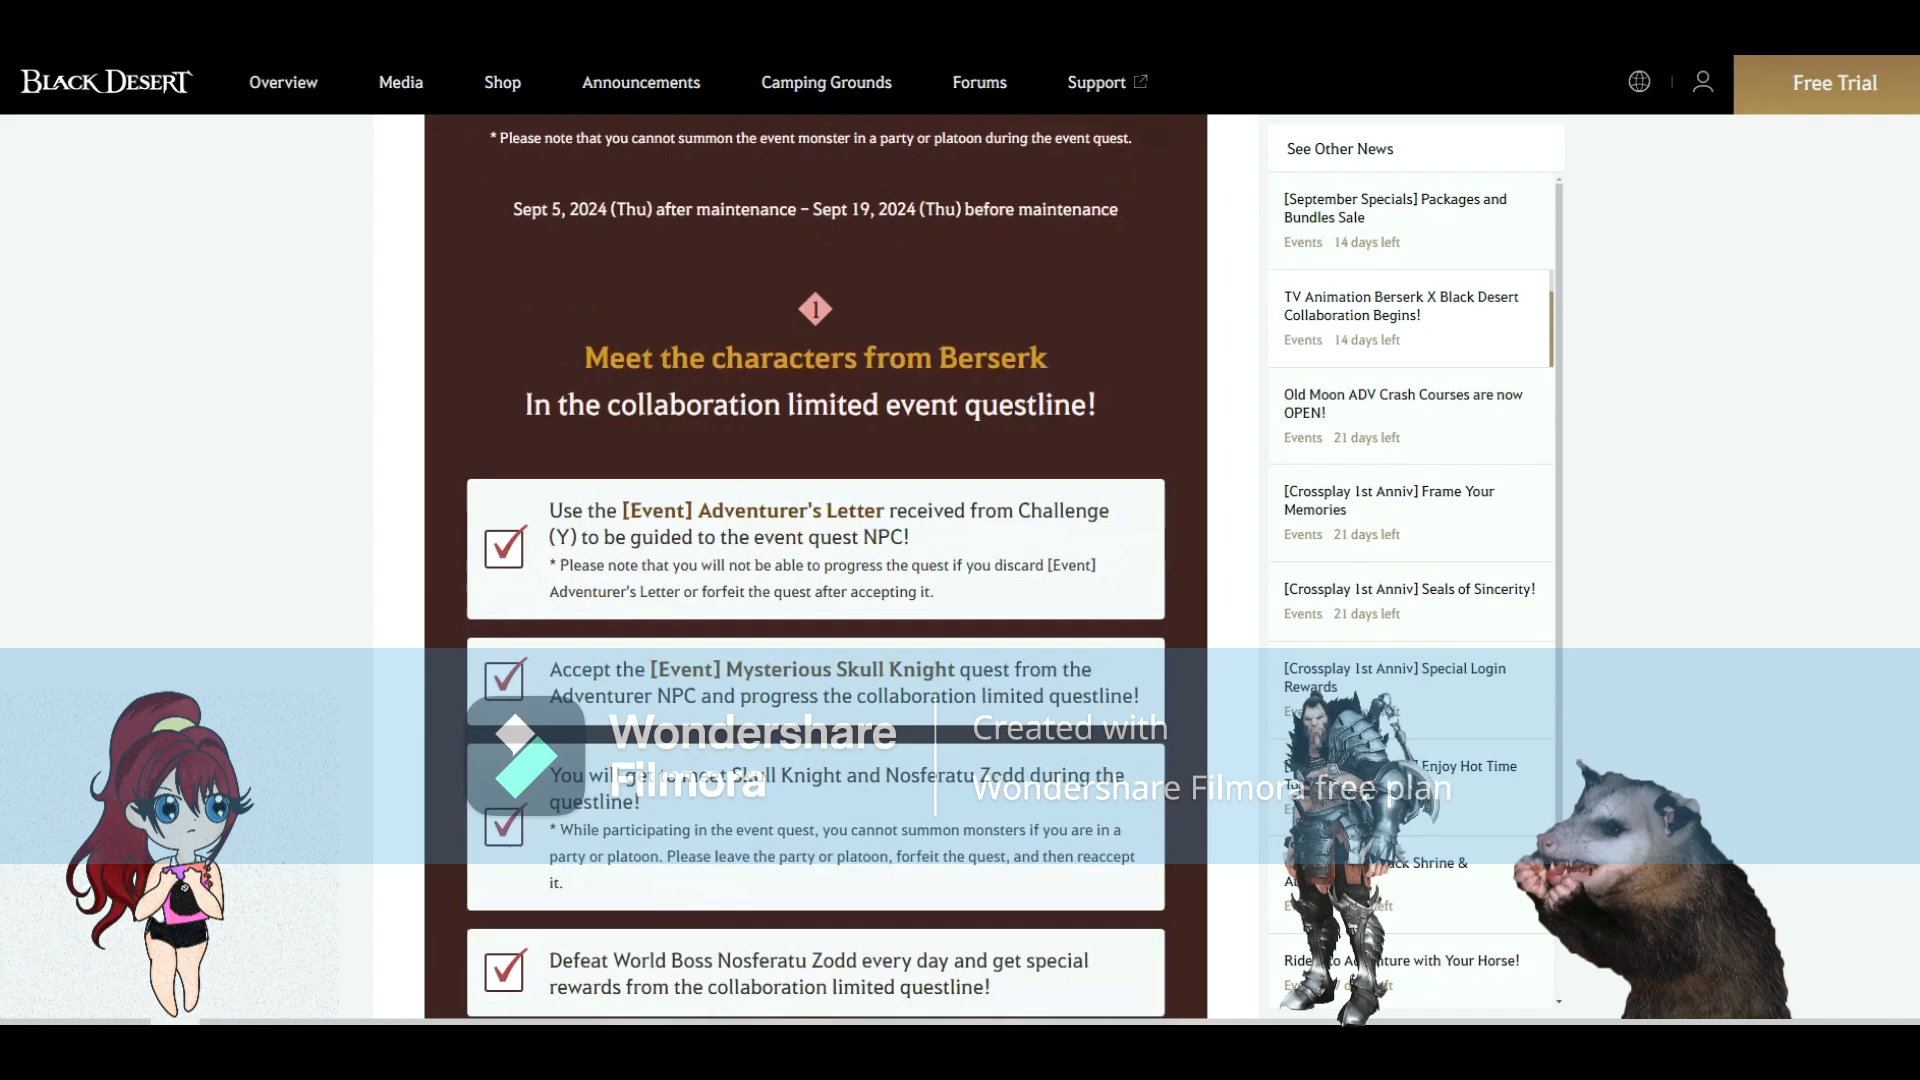 BLACK DESERT
Overview
Media
Shop
Announcements
Camping Grounds
Forums
Support
Free Trial
* Please note that you cannot summon the event monster in a party or platoon during the event quest.
Sept 5, 2024 (Thu) after maintenance – Sept 19, 2024 (Thu) before maintenance
1
Meet the characters from Berserk
In the collaboration limited event questline!
Use the [Event] Adventurer's Letter received from Challenge
(Y) to be guided to the event quest NPC!
* Please note that you will not be able to progress the quest if you discard [Event]
Adventurer's Letter or forfeit the quest after accepting it.
Accept the [Event] Mysterious Skull Knight quest from the
Adventurer NPC and progress the collaboration limited questline!
You will get to meet Skull Knight and Nosferatu Zodd during the
questline!
* While participating in the event quest, you cannot summon monsters if you are in a
party or platoon. Please leave the party or platoon, forfeit the quest, and then reaccept
it.
Defeat World Boss Nosferatu Zodd every day and get special
rewards from the collaboration limited questline!
See Other News
[September Specials] Packages and
Bundles Sale
Events 14 days left
TV Animation Berserk X Black Desert
Collaboration Begins!
Events 14 days left
Old Moon ADV Crash Courses are now
OPEN!
Events 21 days left
[Crossplay 1st Anniv] Frame Your
Memories
Events 21 days left
[Crossplay 1st Anniv] Seals of Sincerity!
Events 21 days left
[Crossplay 1st Anniv] Special Login
Rewards
Enjoy Hot Time
Shrine &
with Your Horse!
Wondershare
Filmora
Created with
Wondershare Filmora free plan